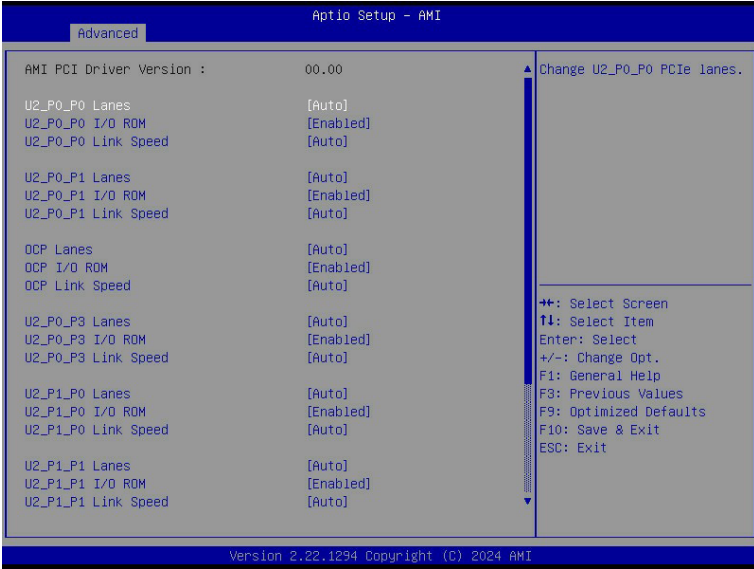 Aptio Setup - AMI
Advanced
AMI PCI Driver Version : 00.00
U2_P0_P0 Lanes [Auto]
U2_P0_P0 I/O ROM [Enabled]
U2_P0_P0 Link Speed [Auto]
U2_P0_P1 Lanes [Auto]
U2_P0_P1 I/O ROM [Enabled]
U2_P0_P1 Link Speed [Auto]
OCP Lanes [Auto]
OCP I/O ROM [Enabled]
OCP Link Speed [Auto]
U2_P0_P3 Lanes [Auto]
U2_P0_P3 I/O ROM [Enabled]
U2_P0_P3 Link Speed [Auto]
U2_P1_P0 Lanes [Auto]
U2_P1_P0 I/O ROM [Enabled]
U2_P1_P0 Link Speed [Auto]
U2_P1_P1 Lanes [Auto]
U2_P1_P1 I/O ROM [Enabled]
U2_P1_P1 Link Speed [Auto]
Change U2_P0_P0 PCIe lanes.
→←: Select Screen
↑↓: Select Item
Enter: Select
+/-: Change Opt.
F1: General Help
F3: Previous Values
F9: Optimized Defaults
F10: Save & Exit
ESC: Exit
Version 2.22.1294 Copyright (C) 2024 AMI